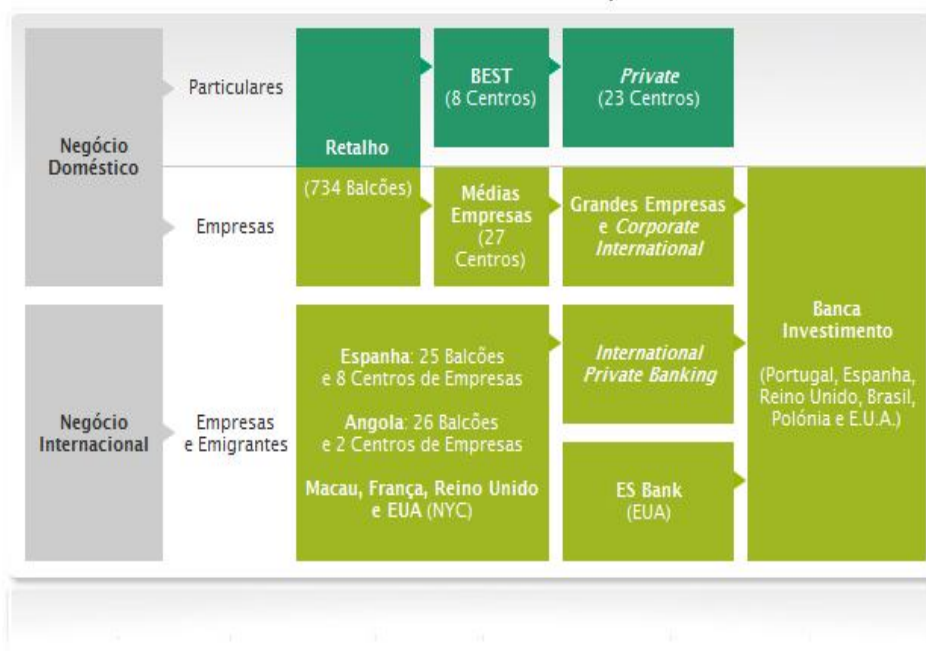 Negócio
Doméstico
Particulares
Empresas
Retalho
(734 Balcões)
BEST
(8 Centros)
Private
(23 Centros)
Médias
Empresas
(27
Centros)
Grandes Empresas
e Corporate
International
Negócio
Internacional
Empresas
e Emigrantes
Espanha: 25 Balcões
e 8 Centros de Empresas
Angola: 26 Balcões
e 2 Centros de Empresas
Macau, França, Reino Unido
e EUA (NYC)
International
Private Banking
ES Bank
(EUA)
Banca
Investimento
(Portugal, Espanha,
Reino Unido, Brasil,
Polónia e E.U.A.)